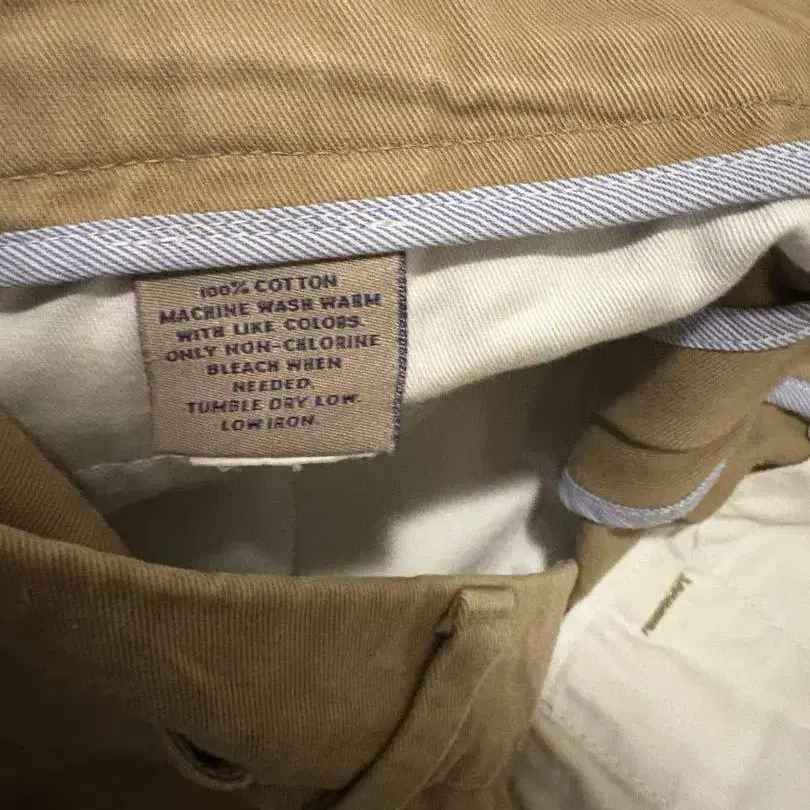 100% COTTON
MACHINE WASH WARM
WITH LIKE COLORS.
ONLY NON-CHLORINE
BLEACH WHEN
NEEDED.
TUMBLE DRY LOW.
LOW IRON.